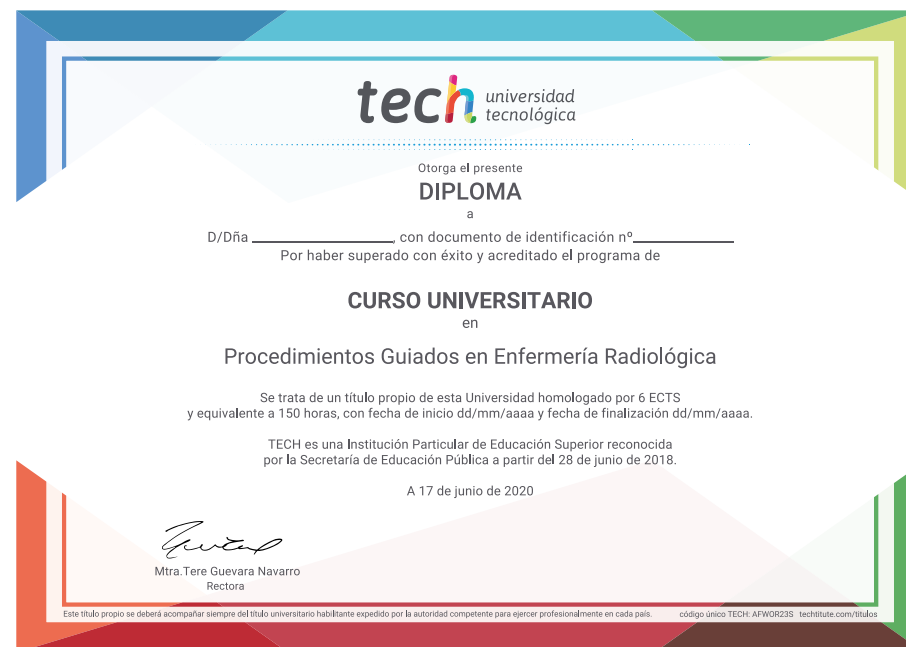 tech universidad
tecnológica
Otorga el presente
DIPLOMA
a
D/Dña ____________________, con documento de identificación nº______________
Por haber superado con éxito y acreditado el programa de
CURSO UNIVERSITARIO
en
Procedimientos Guiados en Enfermería Radiológica
Se trata de un título propio de esta Universidad homologado por 6 ECTS
y equivalente a 150 horas, con fecha de inicio dd/mm/aaaa y fecha de finalización dd/mm/aaaa.
TECH es una Institución Particular de Educación Superior reconocida
por la Secretaría de Educación Pública a partir del 28 de junio de 2018.
A 17 de junio de 2020
Mtra.Tere Guevara Navarro
Rectora
Este título propio se deberá acompañar siempre del título universitario habilitante expedido por la autoridad competente para ejercer profesionalmente en cada país. código único TECH: AFWOR23S techtitute.com/titulos